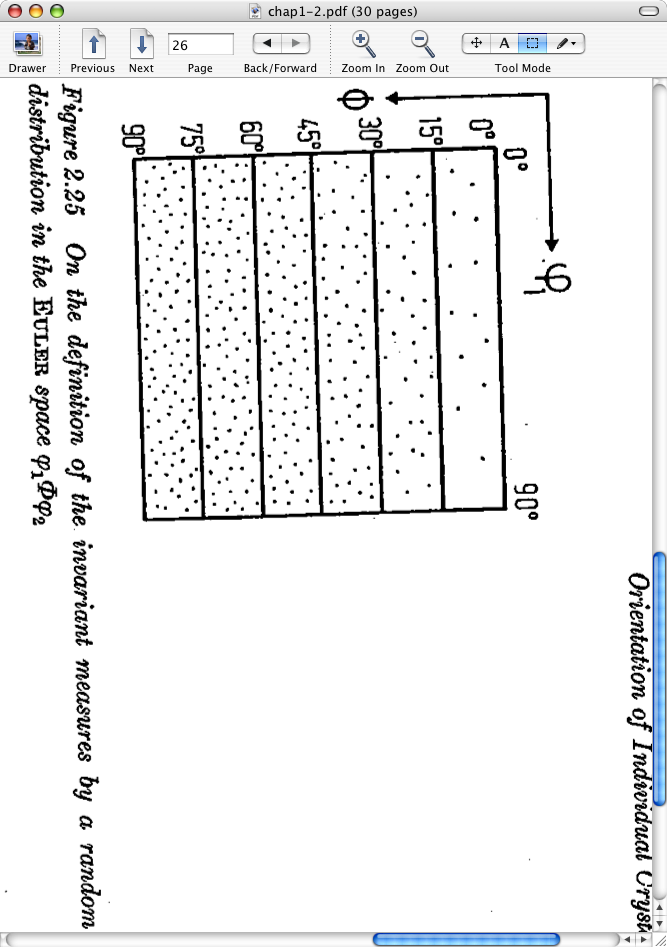 chap1-2.pdf (30 pages)
26
Drawer Previous Next Page Back/Forward Zoom In Zoom Out Tool Mode
A
Orientation of Individual Cryst
φ₁
Φ
0° 90°
0°
15°
30°
45°
60°
75°
90°
Figure 2.25 On the definition of the invariant measures by a random
distribution in the EULER space φ₁Φφ₂